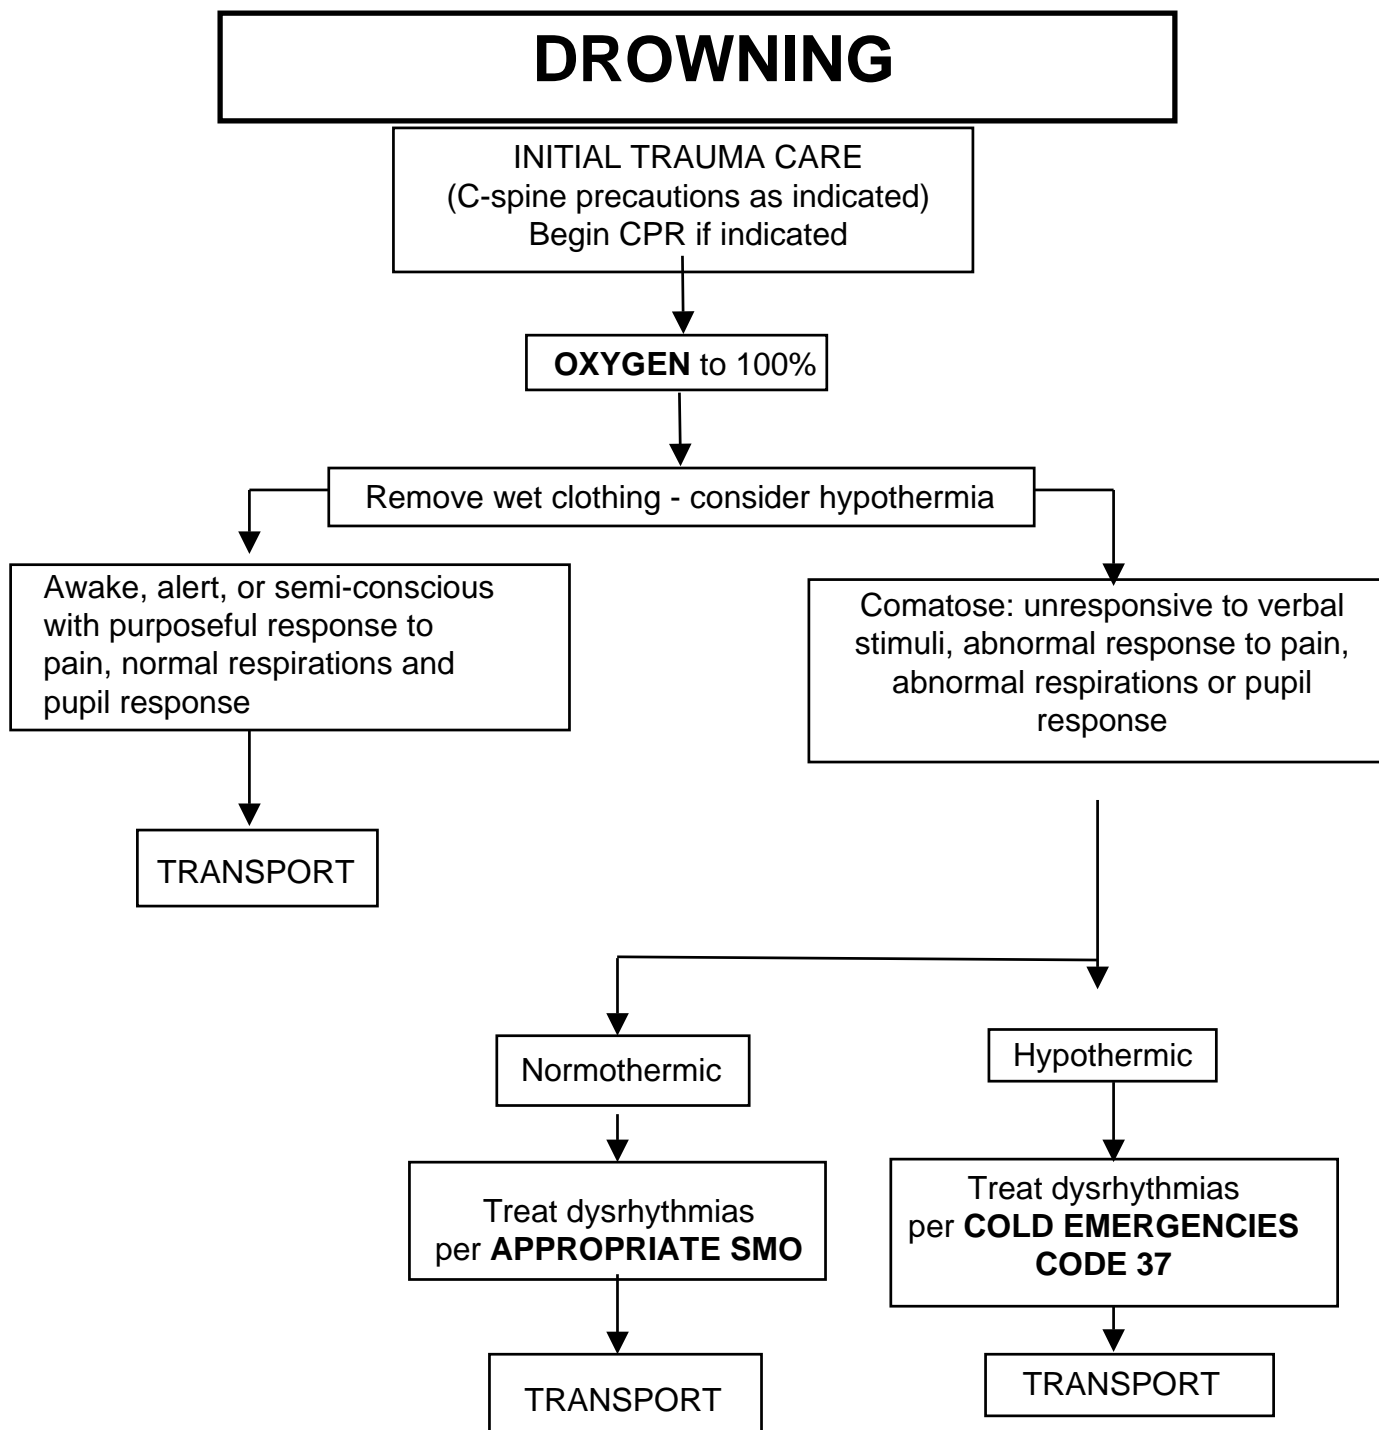 DROWNING
INITIAL TRAUMA CARE
(C-spine precautions as indicated)
Begin CPR if indicated
OXYGEN to 100%
Remove wet clothing - consider hypothermia
Awake, alert, or semi-conscious
with purposeful response to
pain, normal respirations and
pupil response
Comatose: unresponsive to verbal
stimuli, abnormal response to pain,
abnormal respirations or pupil
response
TRANSPORT
Normothermic
Hypothermic
Treat dysrhythmias
per APPROPRIATE SMO
Treat dysrhythmias
per COLD EMERGENCIES
CODE 37
TRANSPORT
TRANSPORT